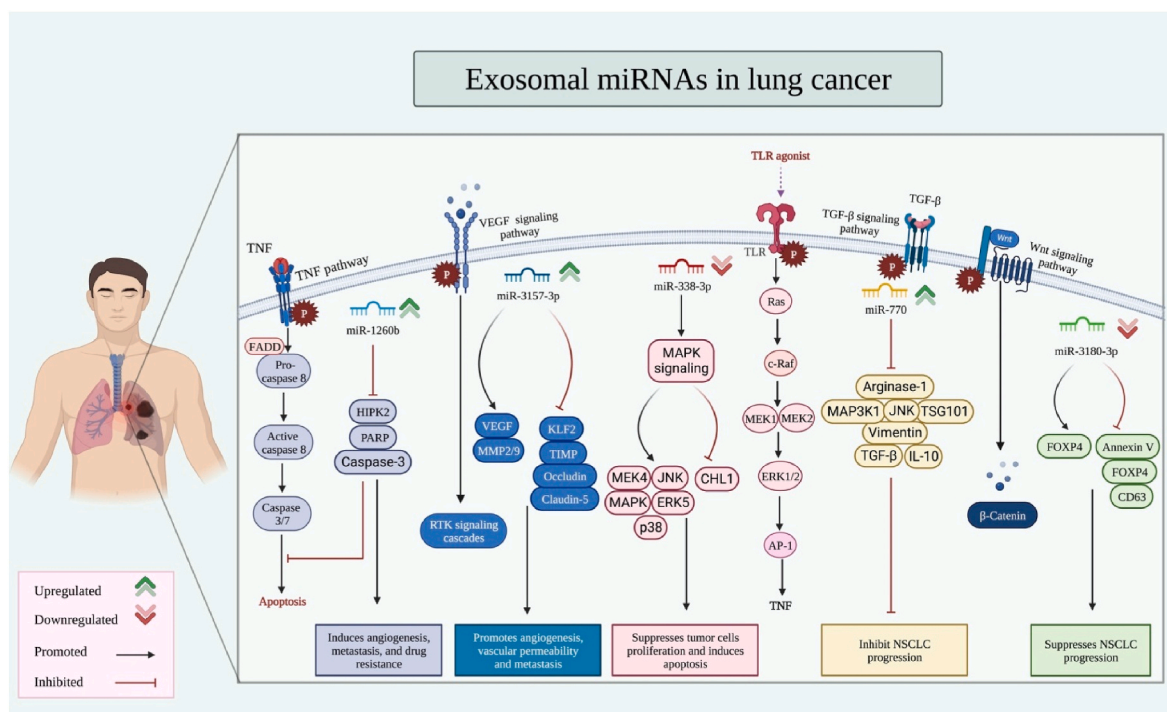 Exosomal miRNAs in lung cancer
TNF
TNF pathway
P
FADD
Pro-
caspase 8
Active
caspase 8
Caspase
3/7
Apoptosis
miR-1260b
HIPK2
PARP
Caspase-3
Induces angiogenesis,
metastasis, and drug
resistance
VEGF signaling
pathway
P
RTK signaling
cascades
miR-3157-3p
VEGF
MMP2/9
KLF2
TIMP
Occludin
Claudin-5
Promotes angiogenesis,
vascular permeability
and metastasis
miR-338-3p
MAPK
signaling
MEK4 JNK
MAPK ERK5
p38
CHL1
Suppresses tumor cells
proliferation and induces
apoptosis
TLR agonist
TLR
P
Ras
c-Raf
MEK1 MEK2
ERK1/2
AP-1
TNF
TGF-β
TGF-β signaling
pathway
P
miR-770
Arginase-1
MAP3K1 JNK TSG101
Vimentin
TGF-β IL-10
Inhibit NSCLC
progression
Wnt
Wnt signaling
pathway
P
β-Catenin
miR-3180-3p
FOXP4
Annexin V
FOXP4
CD63
Suppresses NSCLC
progression
Upregulated
Downregulated
Promoted
Inhibited